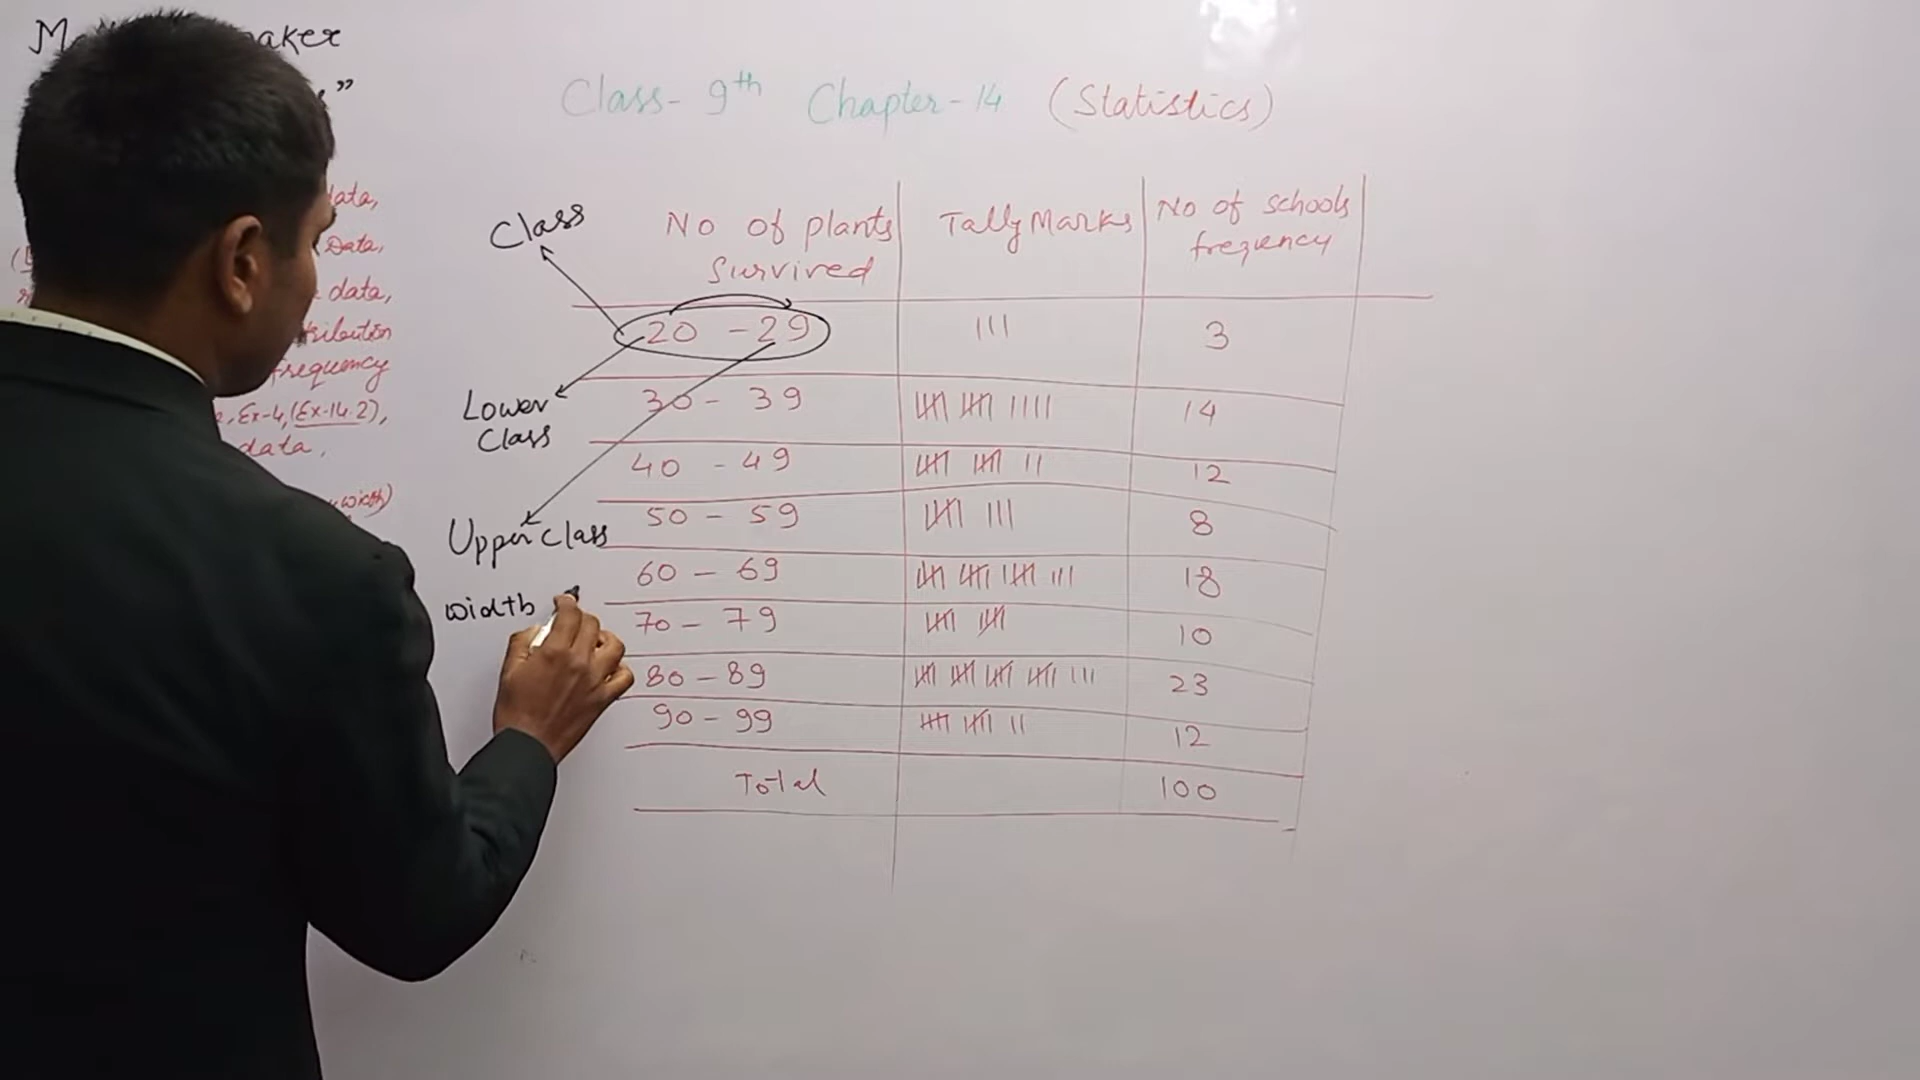 Class- 9th Chapter-14 (Statistics)
data,
Data,
data,
frequency
Ex-4, (Ex-14.2),
data,
width)
Class
Lower
Class
Upper class
width
No of plants Survived | Tally Marks | No of schools frequency
20 - 29 | ||| | 3
30 - 39 | 𝍸 𝍸 |||| | 14
40 - 49 | 𝍸 𝍸 || | 12
50 - 59 | 𝍸 ||| | 8
60 - 69 | 𝍸 𝍸 𝍸 ||| | 18
70 - 79 | 𝍸 𝍸 | 10
80 - 89 | 𝍸 𝍸 𝍸 𝍸 ||| | 23
90 - 99 | 𝍸 𝍸 || | 12
Total | 100